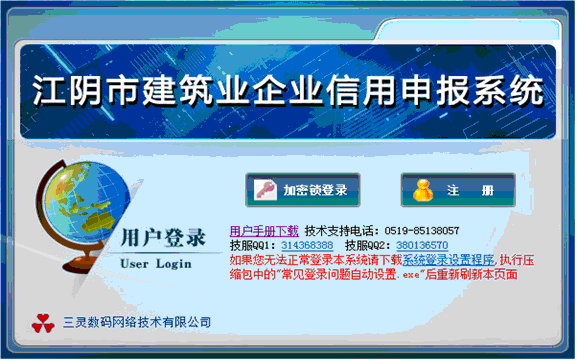 江阴市建筑业企业信用申报系统
加密锁登录
注 册
用户登录
User Login
用户手册下载 技术支持电话：0519-85138057
技服QQ1：314368388 技服QQ2：380136570
如果您无法正常登录本系统请下载系统登录设置程序,执行压
缩包中的"常见登录问题自动设置.exe"后重新刷新本页面
三灵数码网络技术有限公司